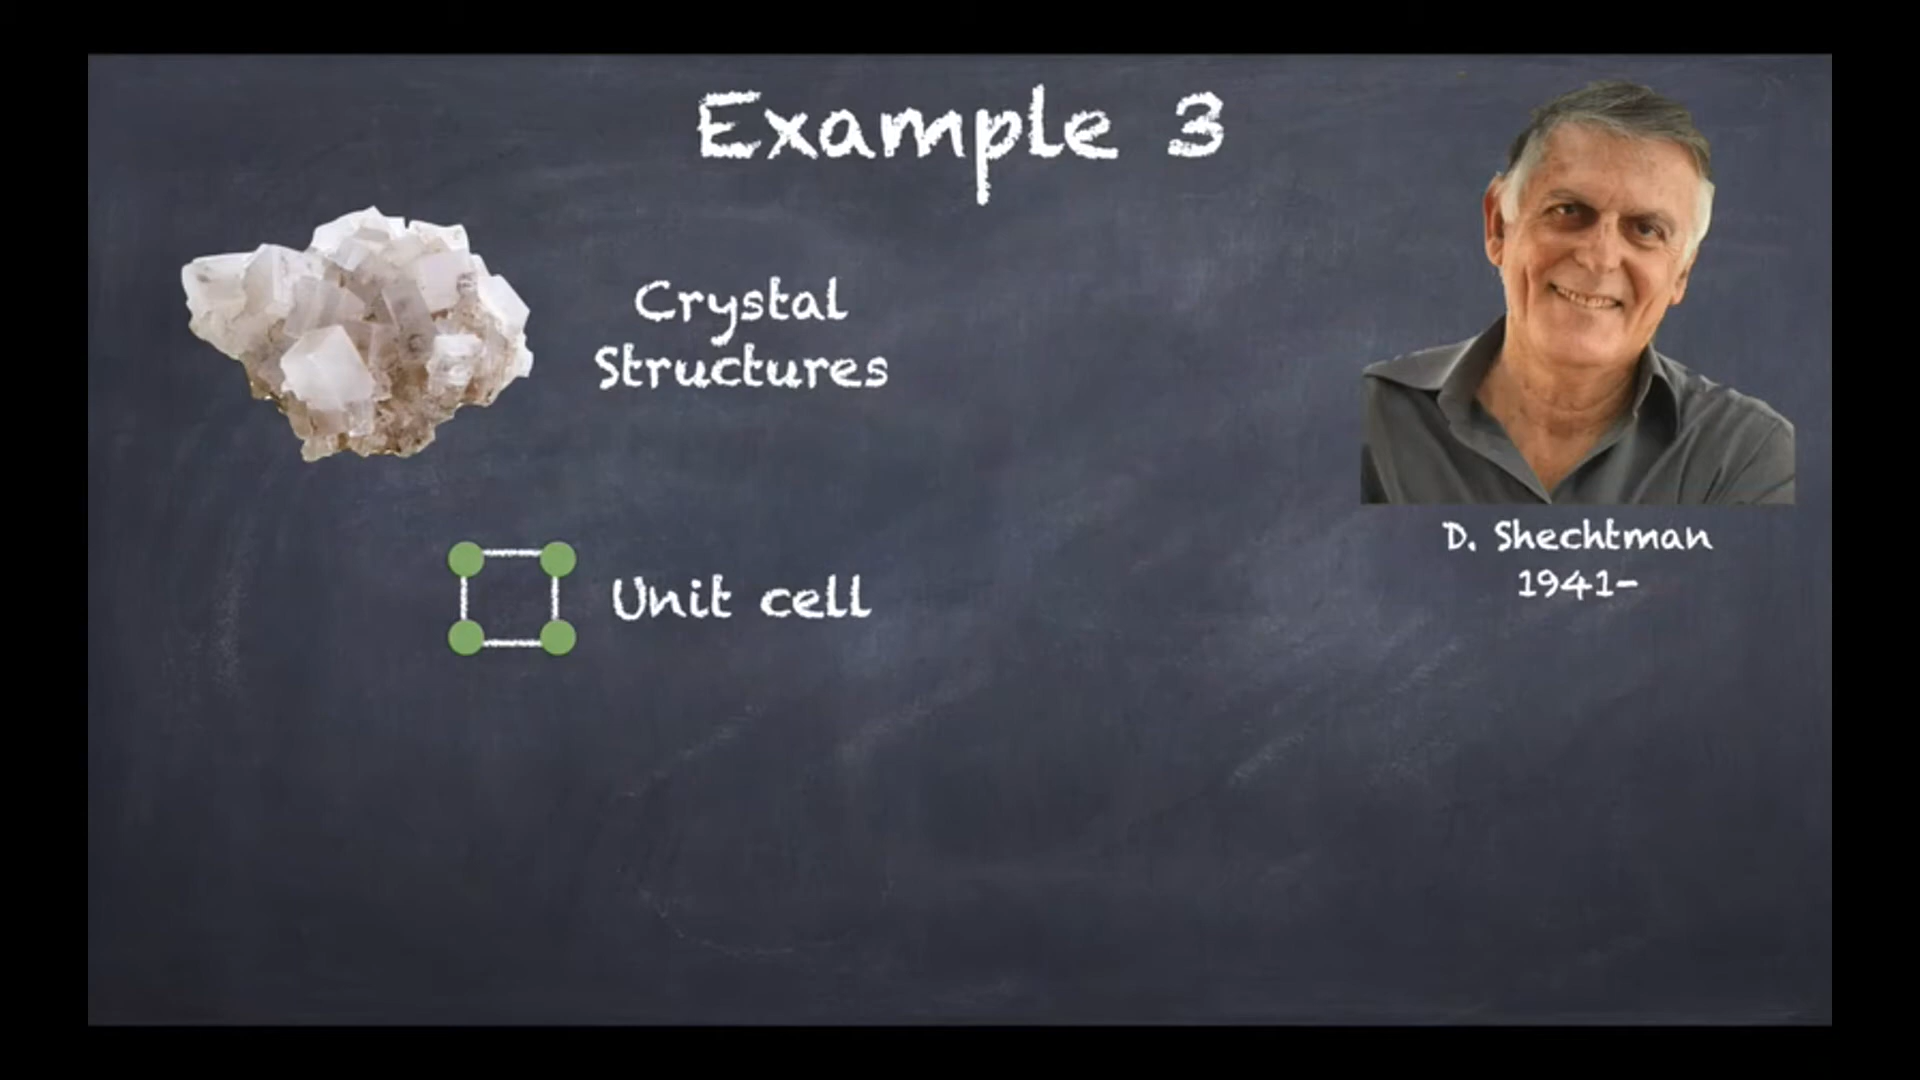 Example 3
Crystal
Structures
D. Shechtman
1941-
Unit cell